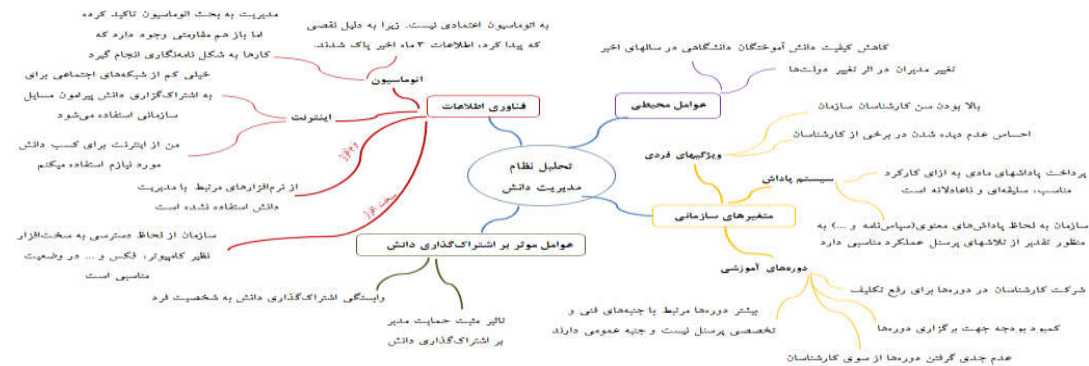 تحلیل نظام
مدیریت دانش
عوامل محیطی
کاهش کیفیت دانش آموختگان دانشگاهی در سالهای اخیر
تغییر مدیران در اثر تغییر دولت‌ها
متغیرهای سازمانی
ویژگیهای فردی
بالا بودن سن کارشناسان سازمان
احساس عدم دیده شدن در برخی از کارشناسان
سیستم پاداش
پرداخت پاداشهای مادی به ازای کارکرد
مناسب، سلیقه‌ای و ناعادلانه است
سازمان به لحاظ پاداش‌های معنوی(سپاس‌نامه و ...) به
منظور تقدیر از تلاشهای پرسنل عملکرد مناسبی دارد
دوره‌های آموزشی
شرکت کارشناسان در دوره‌ها برای رفع تکلیف
کمبود بودجه جهت برگزاری دوره‌ها
عدم جدی گرفتن دوره‌ها از سوی کارشناسان
بیشتر دوره‌ها مرتبط با جنبه‌های فنی و
تخصصی پرسنل نیست و جنبه عمومی دارند
عوامل موثر بر اشتراک‌گذاری دانش
تاثیر مثبت حمایت مدیر
بر اشتراک‌گذاری دانش
وابستگی اشتراک‌گذاری دانش به شخصیت فرد
فناوری اطلاعات
اتوماسیون
به اتوماسیون اعتمادی نیست. زیرا به دلیل نقصی
که پیدا کرد، اطلاعات ۳ ماه اخیر پاک شدند.
مدیریت به بحث اتوماسیون تاکید کرده
اما باز هم مقاومتی وجود دارد که
کارها به شکل نامه‌نگاری انجام گیرد
اینترنت
خیلی کم از شبکه‌های اجتماعی برای
به اشتراک‌گزاری دانش پیرامون مسایل
سازمانی استفاده می‌شود
من از اینترنت برای کسب دانش
مورد نیازم استفاده میکنم
نرم‌افزار
از نرم‌افزارهای مرتبط با مدیریت
دانش استفاده نشده است
سخت افزار
سازمان از لحاظ دسترسی به سخت‌افزار
نظیر کامپیوتر، فکس و ... در وضعیت
مناسبی است